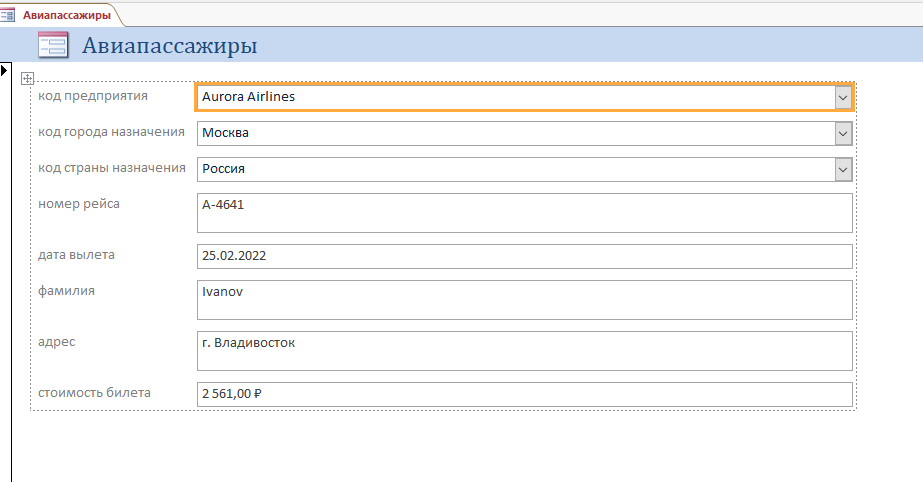 Авиапассажиры
Авиапассажиры
код предприятия Aurora Airlines
код города назначения Москва
код страны назначения Россия
номер рейса А-4641
дата вылета 25.02.2022
фамилия Ivanov
адрес г. Владивосток
стоимость билета 2 561,00 ₽